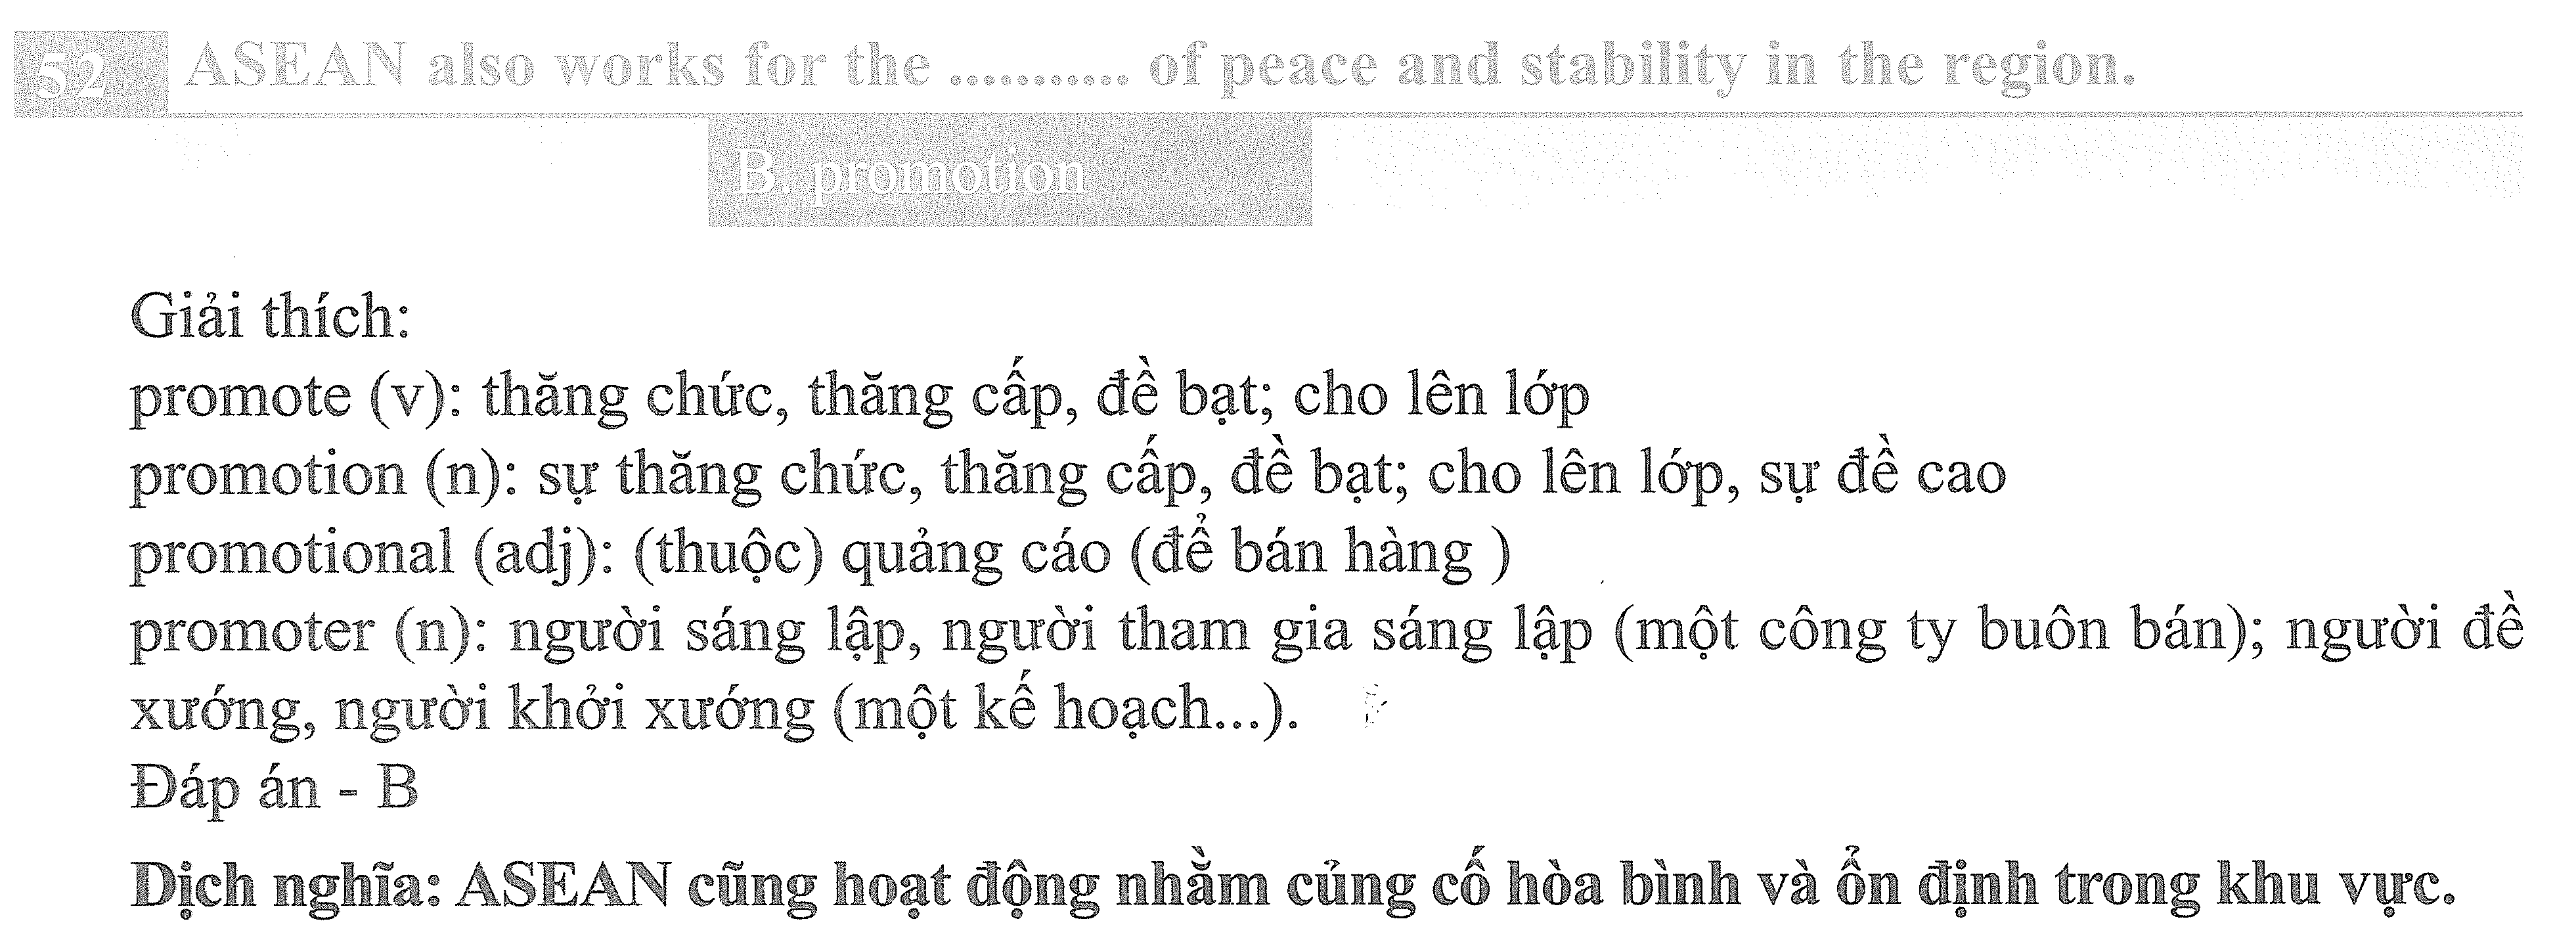 52 ASEAN also works for the ........... of peace and stability in the region.
B. promotion
Giải thích:
promote (v): thăng chức, thăng cấp, đề bạt; cho lên lớp
promotion (n): sự thăng chức, thăng cấp, đề bạt; cho lên lớp, sự đề cao
promotional (adj): (thuộc) quảng cáo (để bán hàng )
promoter (n): người sáng lập, người tham gia sáng lập (một công ty buôn bán); người đề
xướng, người khởi xướng (một kế hoạch...).
Đáp án - B
Dịch nghĩa: ASEAN cũng hoạt động nhằm củng cố hòa bình và ổn định trong khu vực.